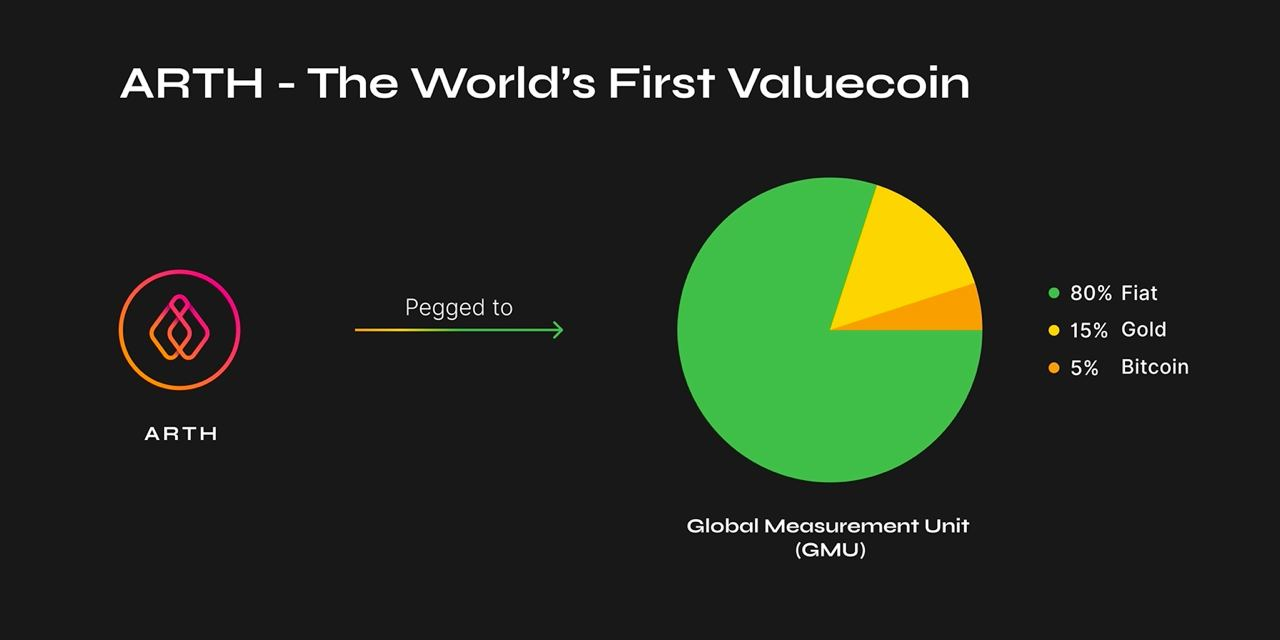 ARTH - The World’s First Valuecoin
Pegged to
ARTH
80% Fiat
15% Gold
5% Bitcoin
Global Measurement Unit
(GMU)